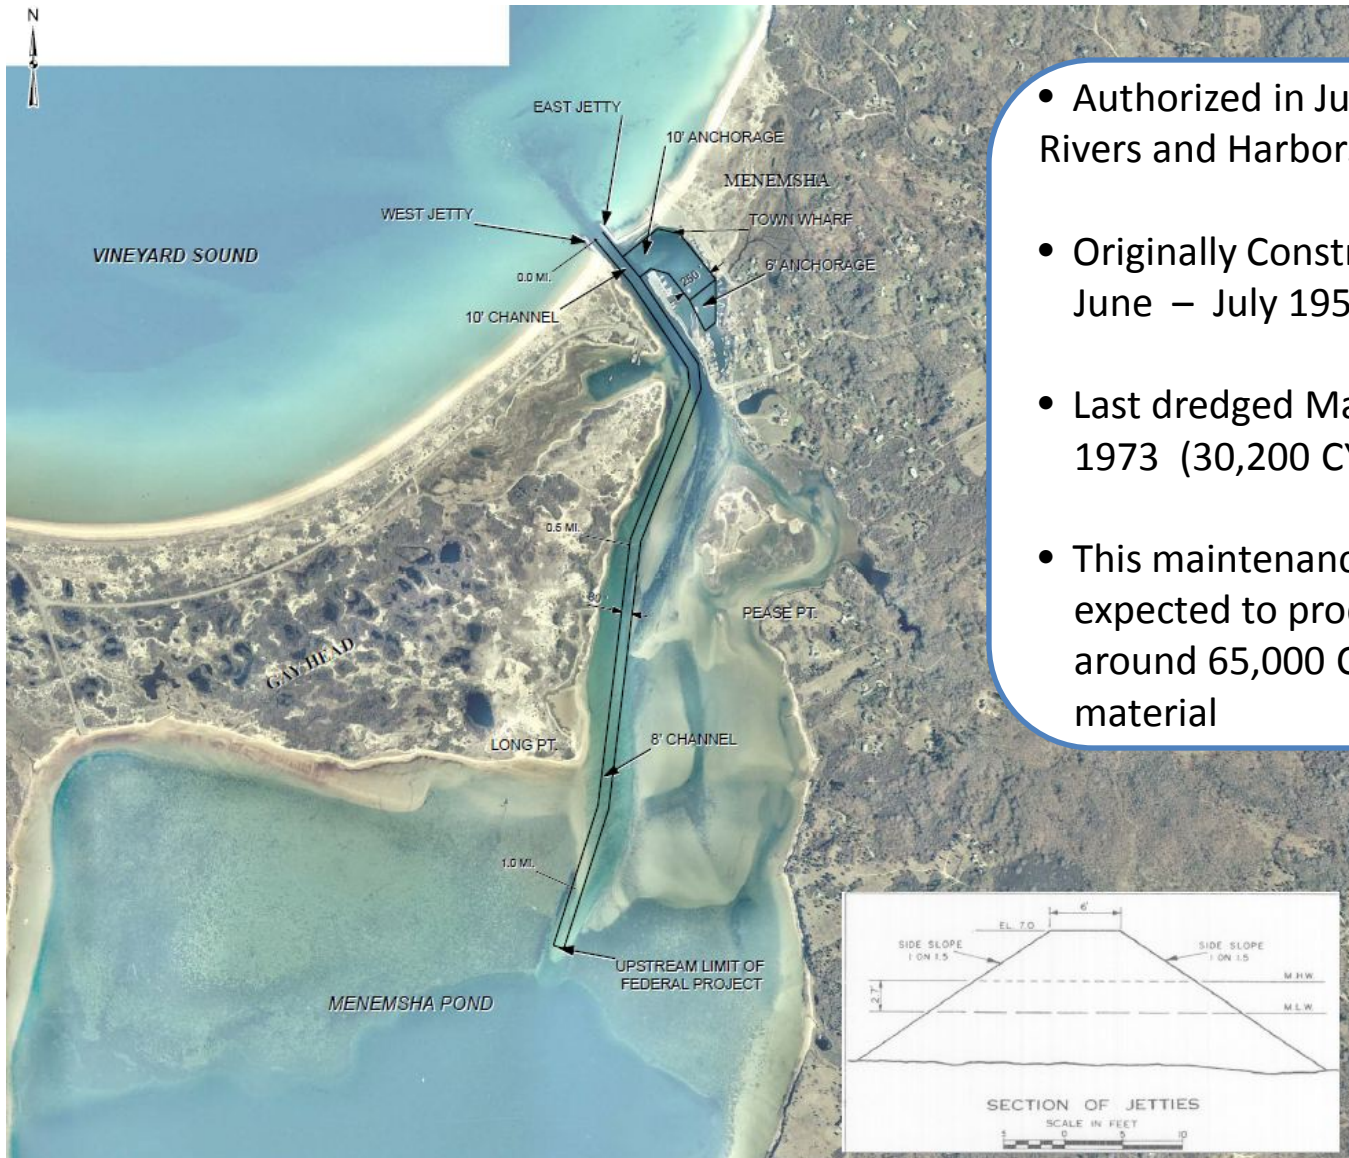 N
EAST JETTY
10' ANCHORAGE
MENEMSHA
WEST JETTY
TOWN WHARF
VINEYARD SOUND
6' ANCHORAGE
0.0 MI.
250'
10' CHANNEL
0.5 MI.
80'
PEASE PT.
GAY HEAD
LONG PT.
8' CHANNEL
1.0 MI.
UPSTREAM LIMIT OF
FEDERAL PROJECT
MENEMSHA POND
• Authorized in Ju
Rivers and Harbor
• Originally Constr
June – July 195
• Last dredged Ma
1973 (30,200 CY
• This maintenanc
expected to prod
around 65,000 C
material
6'
EL. 7.0
SIDE SLOPE
1 ON 1.5
SIDE SLOPE
1 ON 1.5
M.H.W.
2.7'
M.L.W.
SECTION OF JETTIES
SCALE IN FEET
5 0 5 10